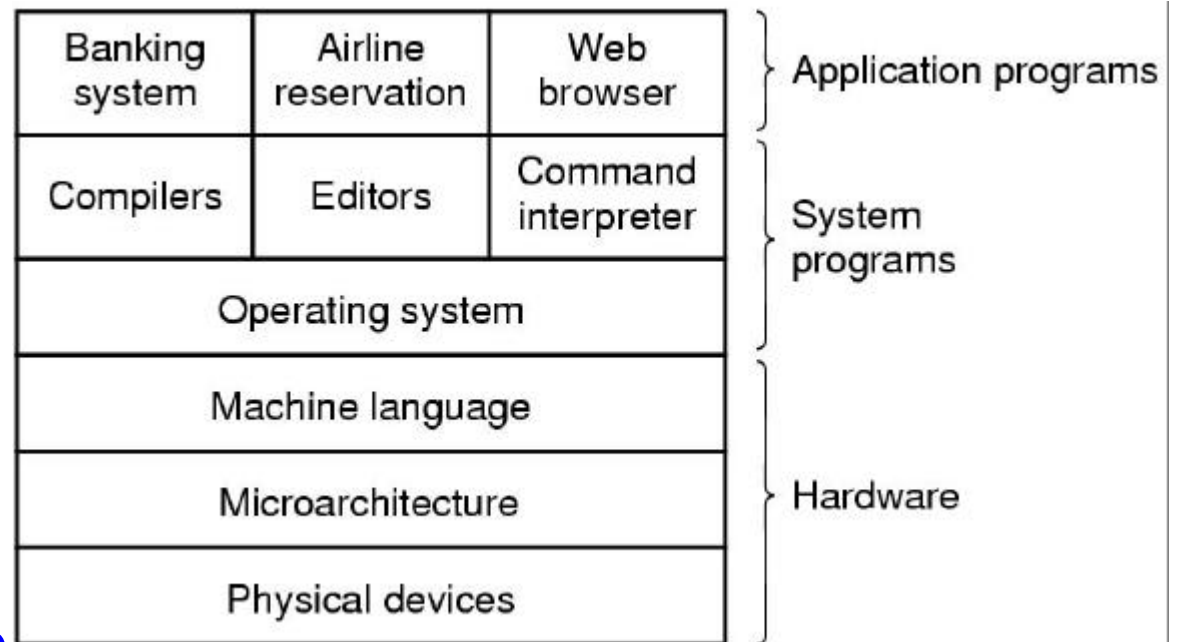 Banking system
Airline reservation
Web browser
Application programs
Compilers
Editors
Command interpreter
System programs
Operating system
Machine language
Microarchitecture
Hardware
Physical devices